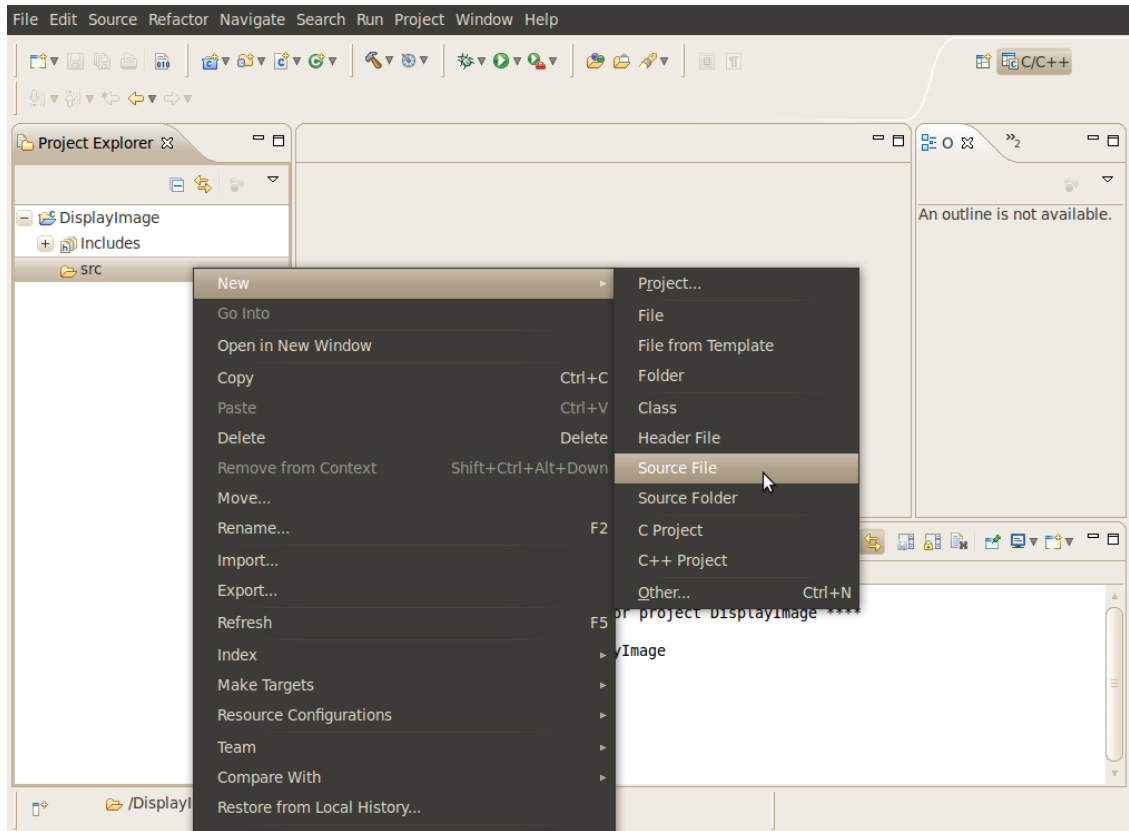 File Edit Source Refactor Navigate Search Run Project Window Help
C/C++
Project Explorer
O
»2
DisplayImage
Includes
src
An outline is not available.
New
Go Into
Open in New Window
Copy Ctrl+C
Paste Ctrl+V
Delete Delete
Remove from Context Shift+Ctrl+Alt+Down
Move...
Rename... F2
Import...
Export...
Refresh F5
Index
Make Targets
Resource Configurations
Team
Compare With
Restore from Local History...
Project...
File
File from Template
Folder
Class
Header File
Source File
Source Folder
C Project
C++ Project
Other... Ctrl+N
or project DisplayImage ****
yImage
/DisplayI